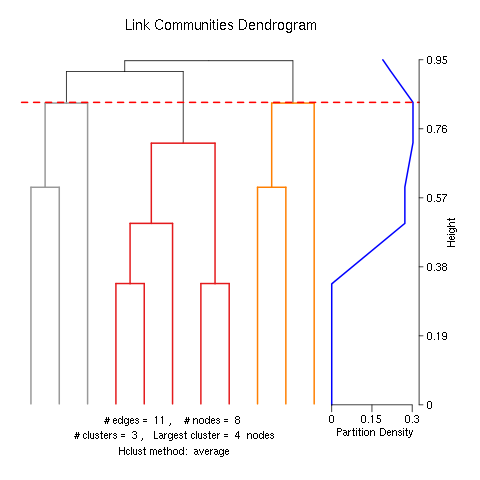 Link Communities Dendrogram
0.95
0.76
0.57
0.38
0.19
0
Height
0 0.15 0.3
Partition Density
# edges = 11 , # nodes = 8
# clusters = 3 , Largest cluster = 4 nodes
Hclust method: average